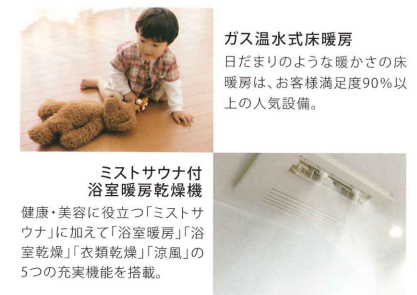 ガス温水式床暖房
日だまりのような暖かさの床
暖房は、お客様満足度90%以
上の人気設備。
ミストサウナ付
浴室暖房乾燥機
健康・美容に役立つ「ミストサ
ウナ」に加えて「浴室暖房」「浴
室乾燥」「衣類乾燥」「涼風」の
5つの充実機能を搭載。